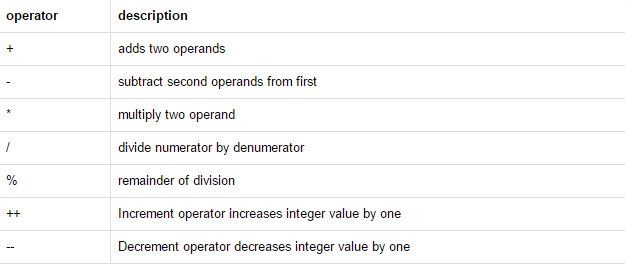 operator description
+ adds two operands
- subtract second operands from first
* multiply two operand
/ divide numerator by denumerator
% remainder of division
++ Increment operator increases integer value by one
-- Decrement operator decreases integer value by one